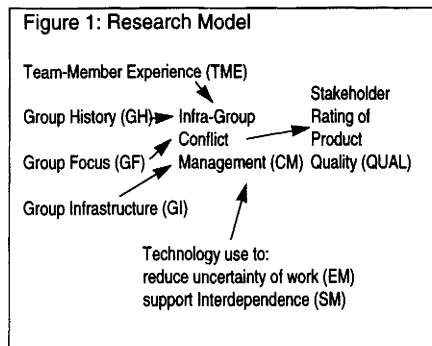 Figure 1: Research Model
Team-Member Experience (TME)
Group History (GH)
Group Focus (GF)
Group Infrastructure (GI)
Infra-Group
Conflict
Management (CM)
Stakeholder
Rating of
Product
Quality (QUAL)
Technology use to:
reduce uncertainty of work (EM)
support Interdependence (SM)